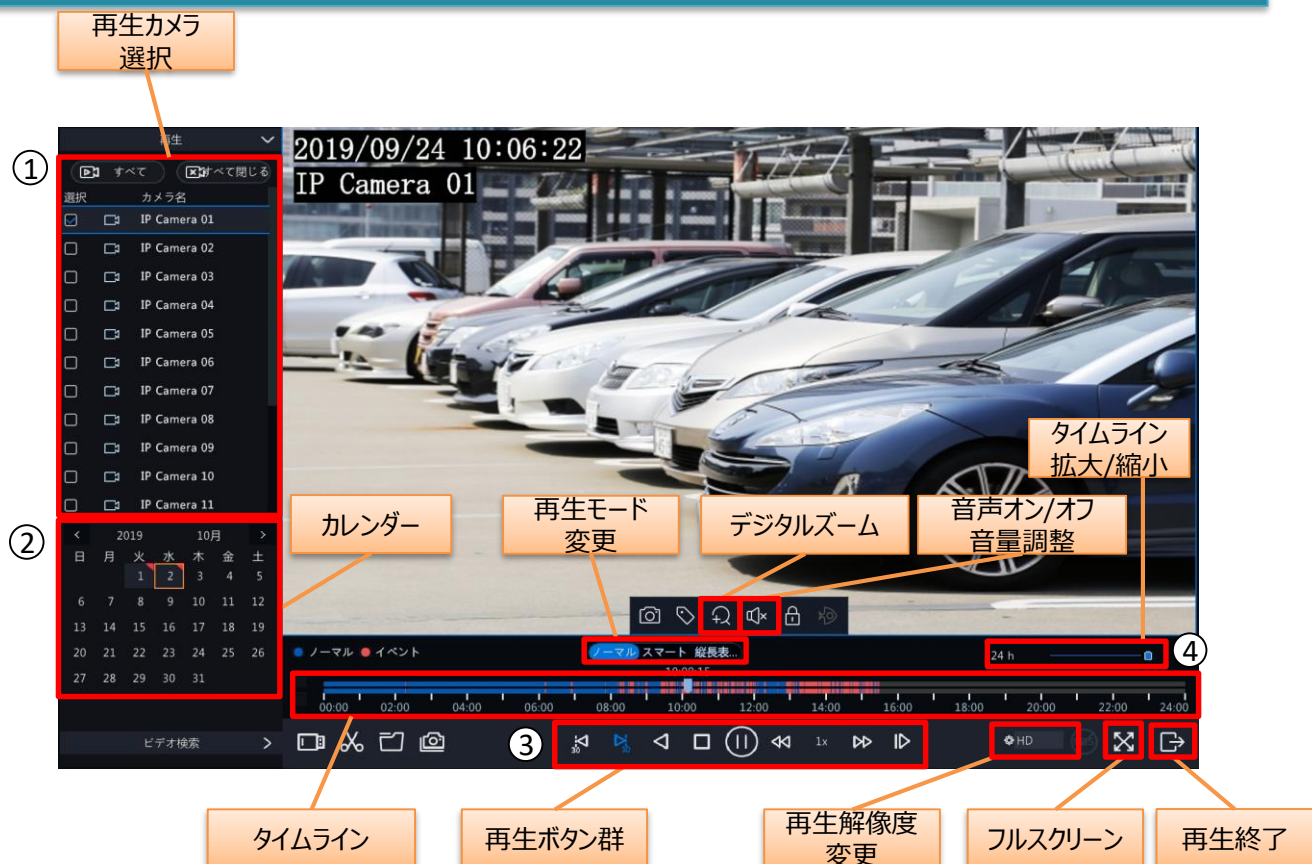 再生カメラ
選択
再生
①
すべて
すべて閉じる
選択 カメラ名
IP Camera 01
IP Camera 02
IP Camera 03
IP Camera 04
IP Camera 05
IP Camera 06
IP Camera 07
IP Camera 08
IP Camera 09
IP Camera 10
IP Camera 11
2019/09/24 10:06:22
IP Camera 01
②
< 2019 10月 >
日 月 火 水 木 金 土
1 2 3 4 5
6 7 8 9 10 11 12
13 14 15 16 17 18 19
20 21 22 23 24 25 26
27 28 29 30 31
ビデオ検索 >
カレンダー
再生モード
変更
デジタルズーム
音声オン/オフ
音量調整
タイムライン
拡大/縮小
ノーマル イベント
ノーマル スマート 縦長表...
24 h
④
00:00 02:00 04:00 06:00 08:00 10:00 12:00 14:00 16:00 18:00 20:00 22:00 24:00
③
30 30 1x
HD
タイムライン
再生ボタン群
再生解像度
変更
フルスクリーン
再生終了